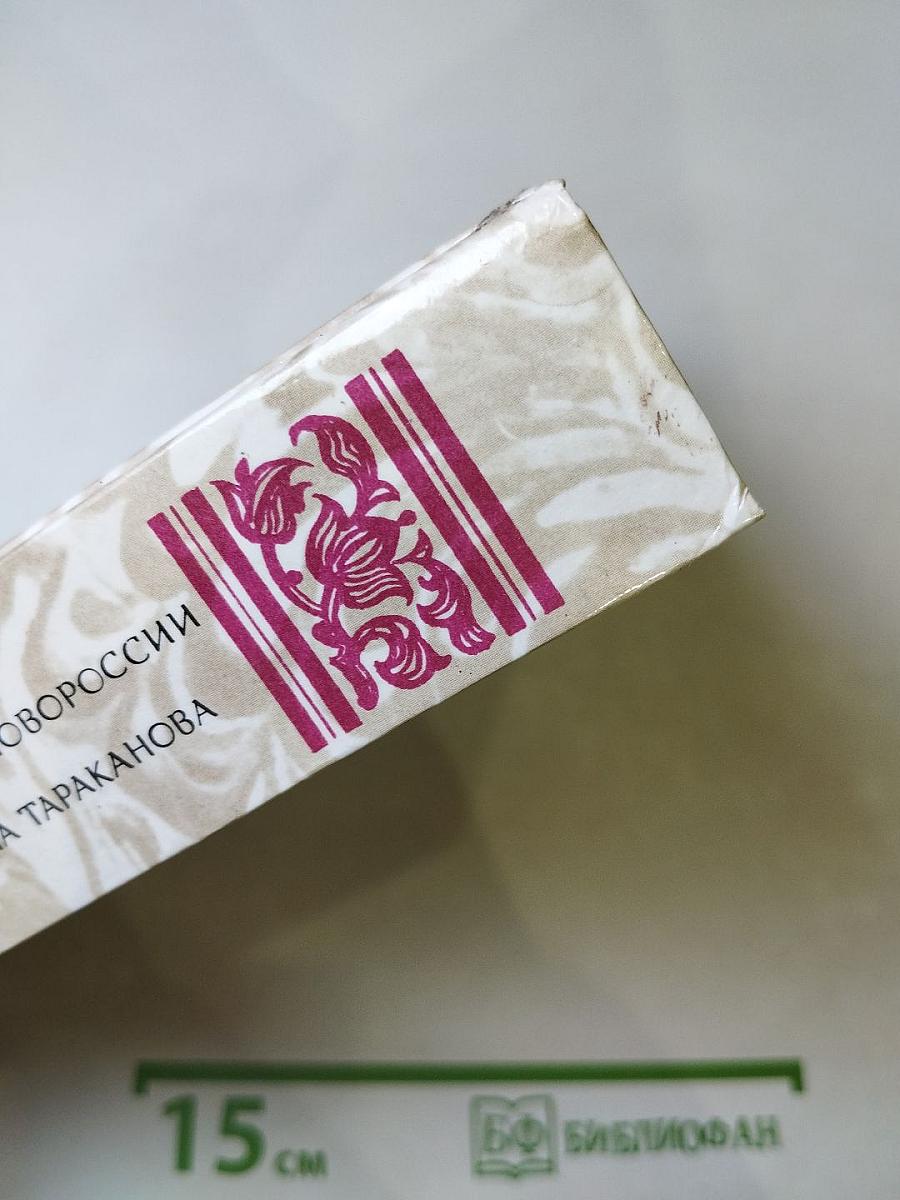 ОВОРОССИИ
А ТАРАКАНОВА
15 см
БФ БИБЛИОФАН